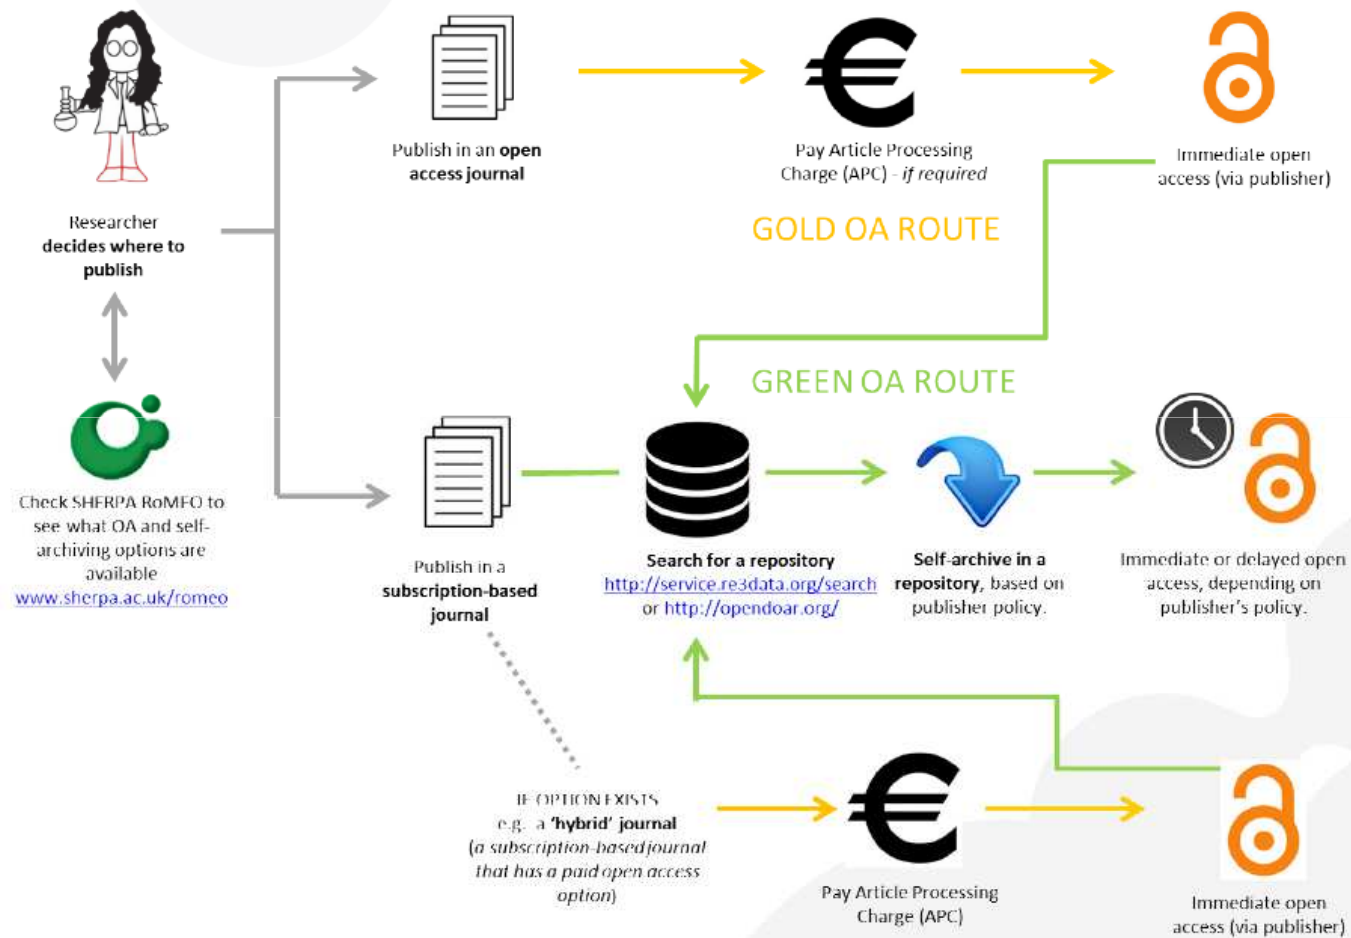 Researcher
decides where to
publish
Check SHERPA RoMEO to
see what OA and self-
archiving options are
available
www.sherpa.ac.uk/romeo
Publish in an open
access journal
Pay Article Processing
Charge (APC) - if required
Immediate open
access (via publisher)
GOLD OA ROUTE
GREEN OA ROUTE
Publish in a
subscription-based
journal
Search for a repository
http://service.re3data.org/search
or http://opendoar.org/
Self-archive in a
repository, based on
publisher policy.
Immediate or delayed open
access, depending on
publisher's policy.
IF OPTION EXISTS
e.g. a 'hybrid' journal
(a subscription-based journal
that has a paid open access
option)
Pay Article Processing
Charge (APC)
Immediate open
access (via publisher)